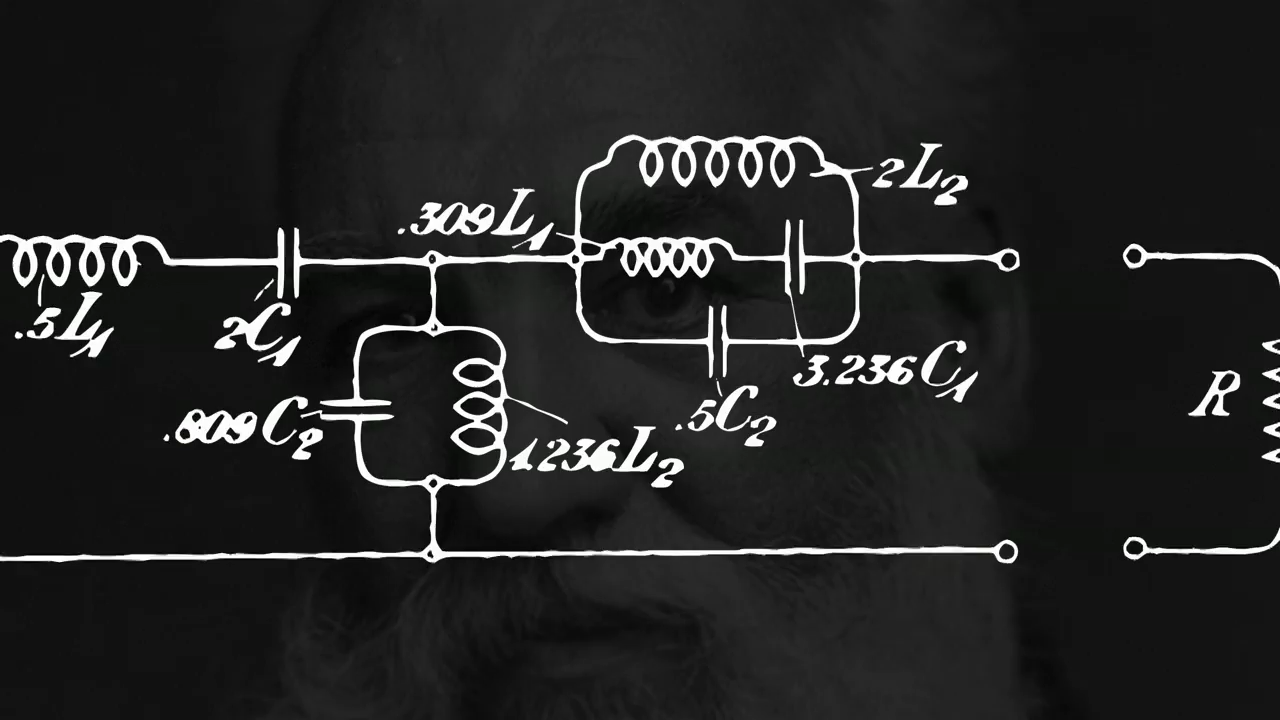 2L₂
.309L₁
.5L₁
2C₁
3.236C₁
R
.5C₂
.809C₂
1.236L₂